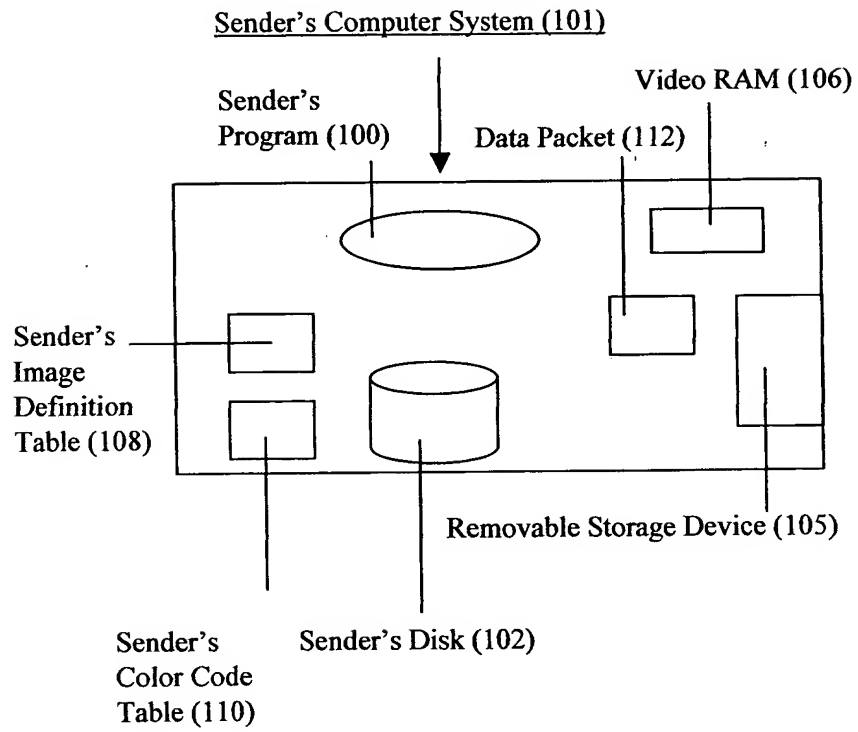 Sender's Computer System (101)
Video RAM (106)
Sender's
Program (100)
Data Packet (112)
Sender's
Image
Definition
Table (108)
Removable Storage Device (105)
Sender's
Color Code
Table (110)
Sender's Disk (102)